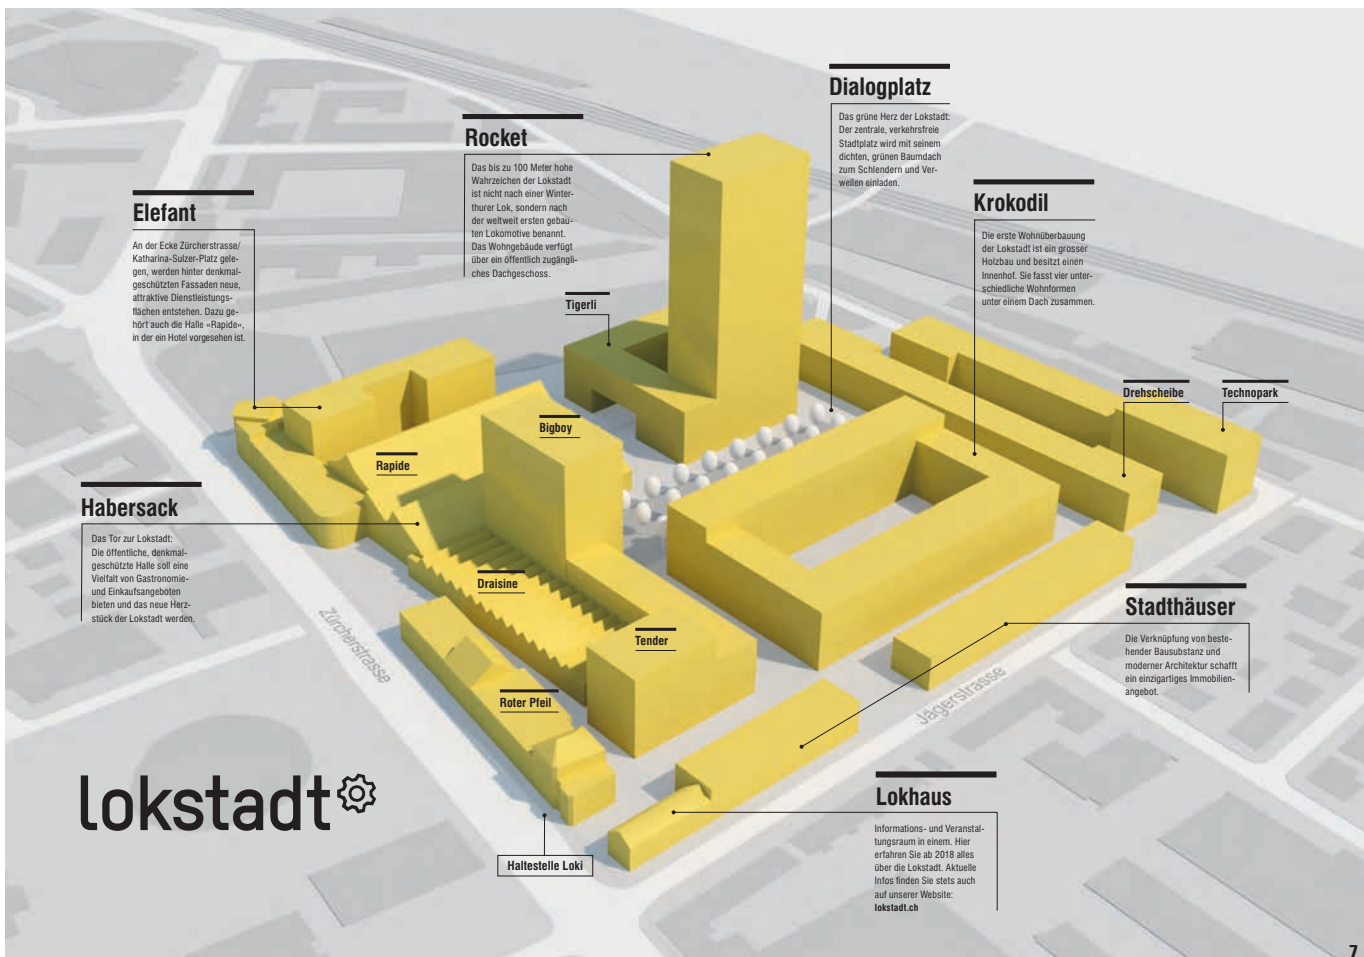 Dialogplatz
Das grüne Herz der Lokstadt:
Der zentrale, verkehrsfreie
Stadtplatz wird mit seinem
dichten, grünen Baumdach
zum Schlendern und Ver-
weilen einladen.
Rocket
Das bis zu 100 Meter hohe
Wahrzeichen der Lokstadt
ist nicht nach einer Winter-
thurer Lok, sondern nach
der weltweit ersten gebau-
ten Lokomotive benannt.
Das Wohngebäude verfügt
über ein öffentlich zugängli-
ches Dachgeschoss.
Krokodil
Die erste Wohnüberbauung
der Lokstadt ist ein grosser
Holzbau und besitzt einen
Innenhof. Sie fasst vier unter-
schiedliche Wohnformen
unter einem Dach zusammen.
Elefant
An der Ecke Zürcherstrasse/
Katharina-Sulzer-Platz gele-
gen, werden hinter denkmal-
geschützten Fassaden neue,
attraktive Dienstleistungs-
flächen entstehen. Dazu ge-
hört auch die Halle «Rapide»,
in der ein Hotel vorgesehen ist.
Tigerli
Drehscheibe
Technopark
Bigboy
Rapide
Habersack
Das Tor zur Lokstadt:
Die öffentliche, denkmal-
geschützte Halle soll eine
Vielfalt von Gastronomie-
und Einkaufsangeboten
bieten und das neue Herz-
stück der Lokstadt werden.
Draisine
Zürcherstrasse
Tender
Stadthäuser
Die Verknüpfung von beste-
hender Bausubstanz und
moderner Architektur schafft
ein einzigartiges Immobilien-
angebot.
Roter Pfeil
Jägerstrasse
lokstadt
Lokhaus
Informations- und Veranstal-
tungsraum in einem. Hier
erfahren Sie ab 2018 alles
über die Lokstadt. Aktuelle
Infos finden Sie stets auch
auf unserer Website:
lokstadt.ch
Haltestelle Loki
7